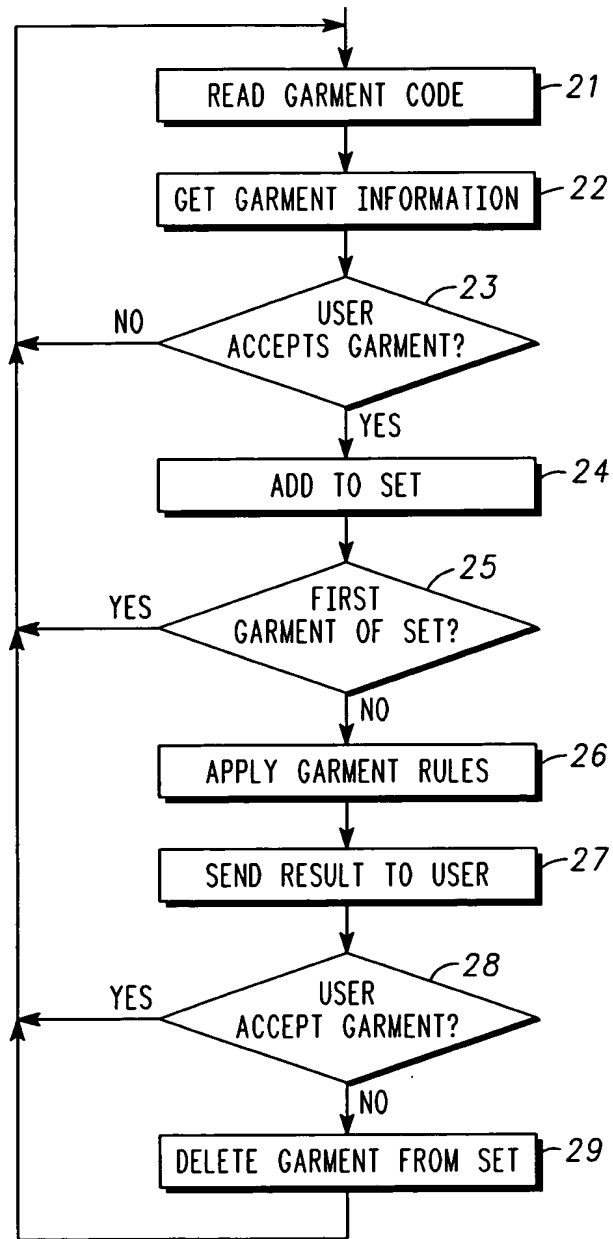 READ GARMENT CODE
21
GET GARMENT INFORMATION
22
23
USER
ACCEPTS GARMENT?
NO
YES
ADD TO SET
24
25
FIRST
GARMENT OF SET?
YES
NO
APPLY GARMENT RULES
26
SEND RESULT TO USER
27
28
USER
ACCEPT GARMENT?
YES
NO
DELETE GARMENT FROM SET
29